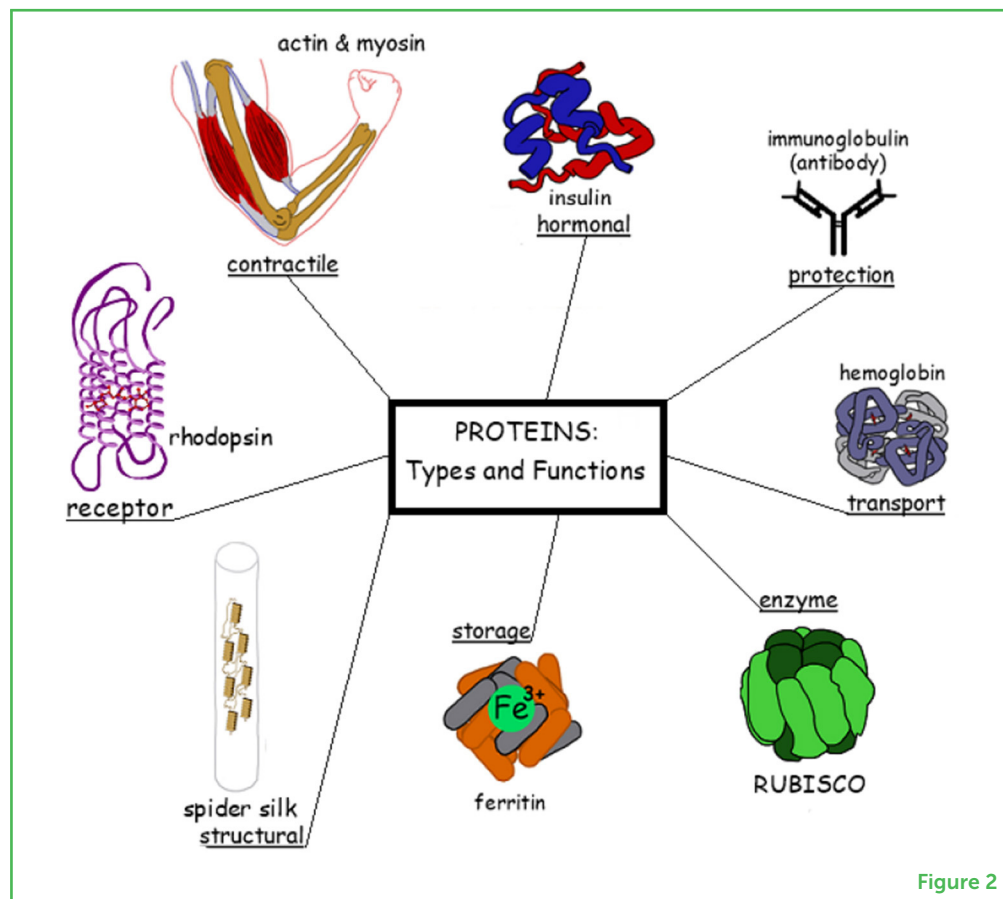 actin & myosin
contractile
insulin
hormonal
immunoglobulin
(antibody)
protection
rhodopsin
receptor
PROTEINS:
Types and Functions
hemoglobin
transport
spider silk
structural
storage
Fe3+
ferritin
enzyme
RUBISCO
Figure 2